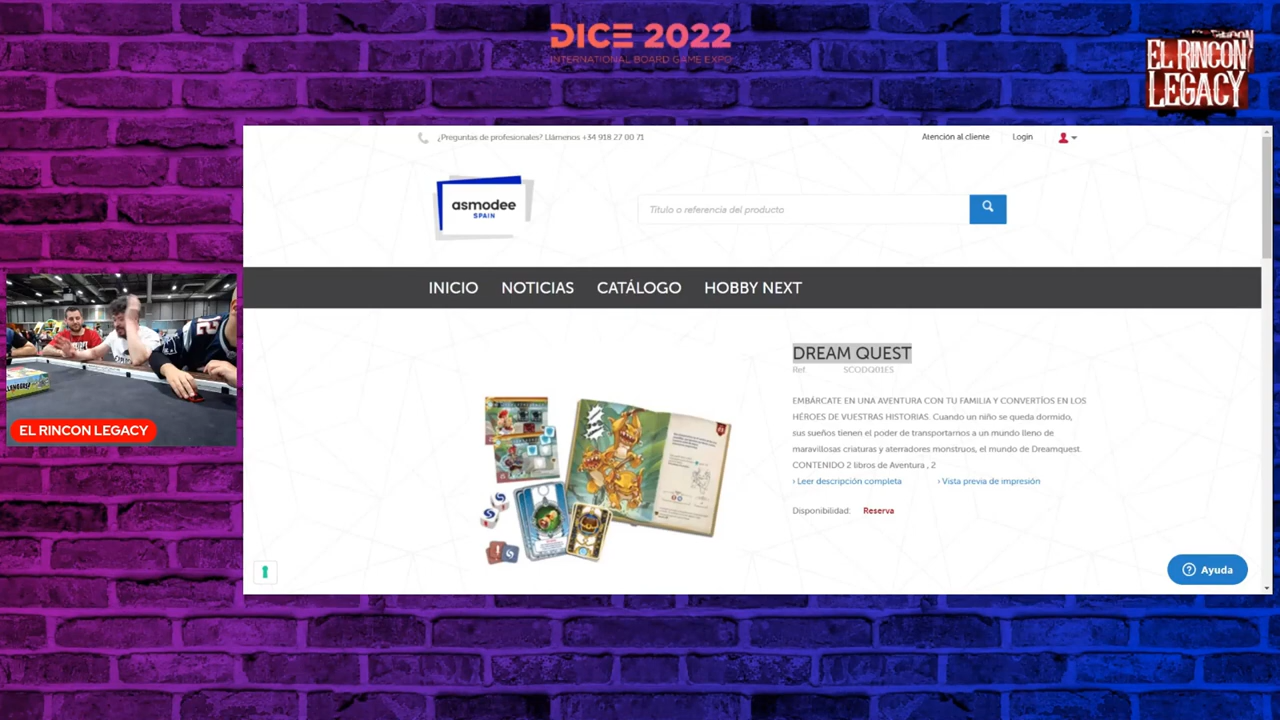 DICE 2022
INTERNATIONAL BOARD GAME EXPO
EL RINCON
LEGACY
¿Preguntas de profesionales? Llámenos +34 918 27 00 71
Atención al cliente
Login
asmodee
SPAIN
Título o referencia del producto
INICIO NOTICIAS CATÁLOGO HOBBY NEXT
DREAM QUEST
Ref. SCODQ01ES
EMBÁRCATE EN UNA AVENTURA CON TU FAMILIA Y CONVERTÍOS EN LOS
HÉROES DE VUESTRAS HISTORIAS. Cuando un niño se queda dormido,
sus sueños tienen el poder de transportarnos a un mundo lleno de
maravillosas criaturas y aterradores monstruos, el mundo de Dreamquest.
CONTENIDO 2 libros de Aventura , 2
› Leer descripción completa › Vista previa de impresión
Disponibilidad: Reserva
EL RINCON LEGACY
Ayuda